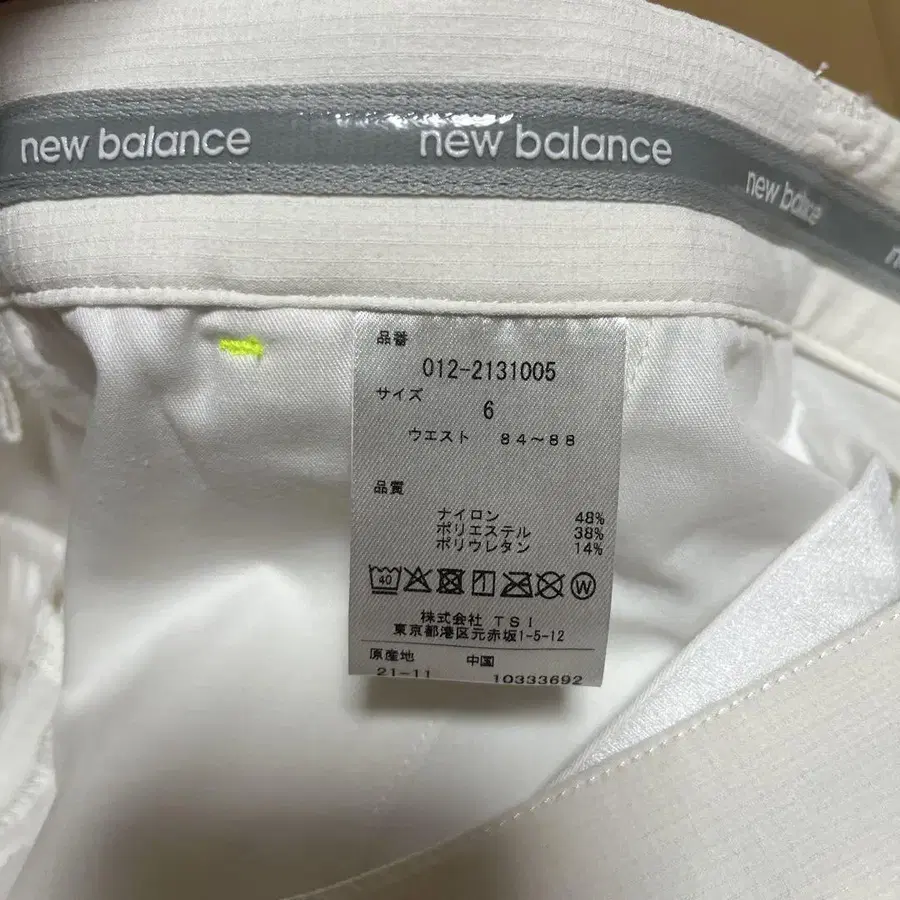 new balance new balance new balance
品番
012-2131005
サイズ
6
ウエスト 84～88
品質
ナイロン 48%
ポリエステル 38%
ポリウレタン 14%
40 W
株式会社 TSI
東京都港区元赤坂1-5-12
原産地 中国
21-11 10333692